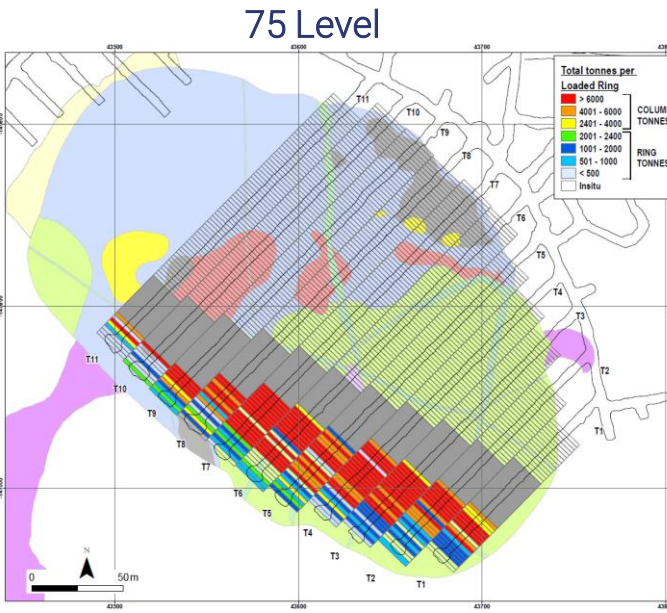 75 Level
43500
43600
43700
Total tonnes per
Loaded Ring
> 6000
4001 - 6000
2401 - 4000
2001 - 2400
1001 - 2000
501 - 1000
< 500
Insitu
COLUM
TONNES
RING
TONNES
T11
T10
T9
T8
T7
T6
T5
T4
T3
T2
T1
T11
T10
T9
T8
T7
T6
T5
T4
T3
T2
T1
N
0
50m
43500
43600
43700